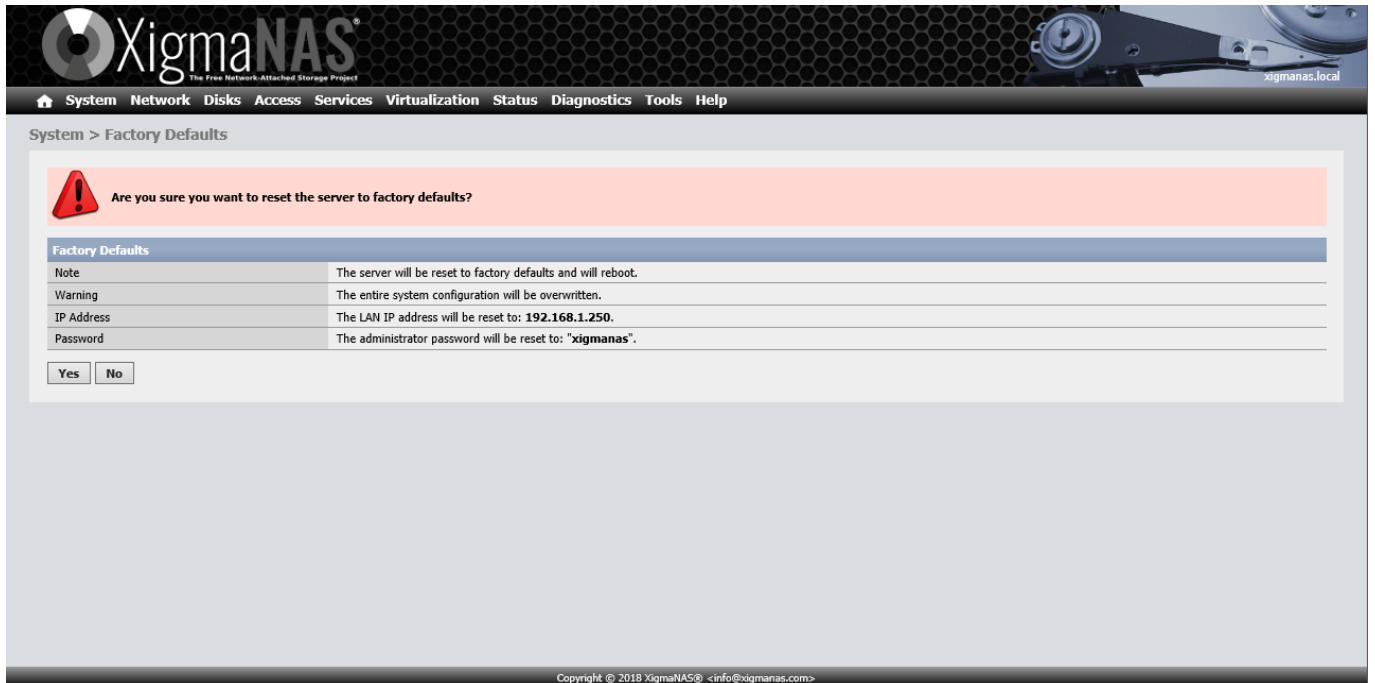 XigmaNAS®
The Free Network-Attached Storage Project
xigmanas.local
System Network Disks Access Services Virtualization Status Diagnostics Tools Help
System > Factory Defaults
Are you sure you want to reset the server to factory defaults?
Factory Defaults
Note The server will be reset to factory defaults and will reboot.
Warning The entire system configuration will be overwritten.
IP Address The LAN IP address will be reset to: 192.168.1.250.
Password The administrator password will be reset to: "xigmanas".
Yes No
Copyright © 2018 XigmaNAS® <info@xigmanas.com>